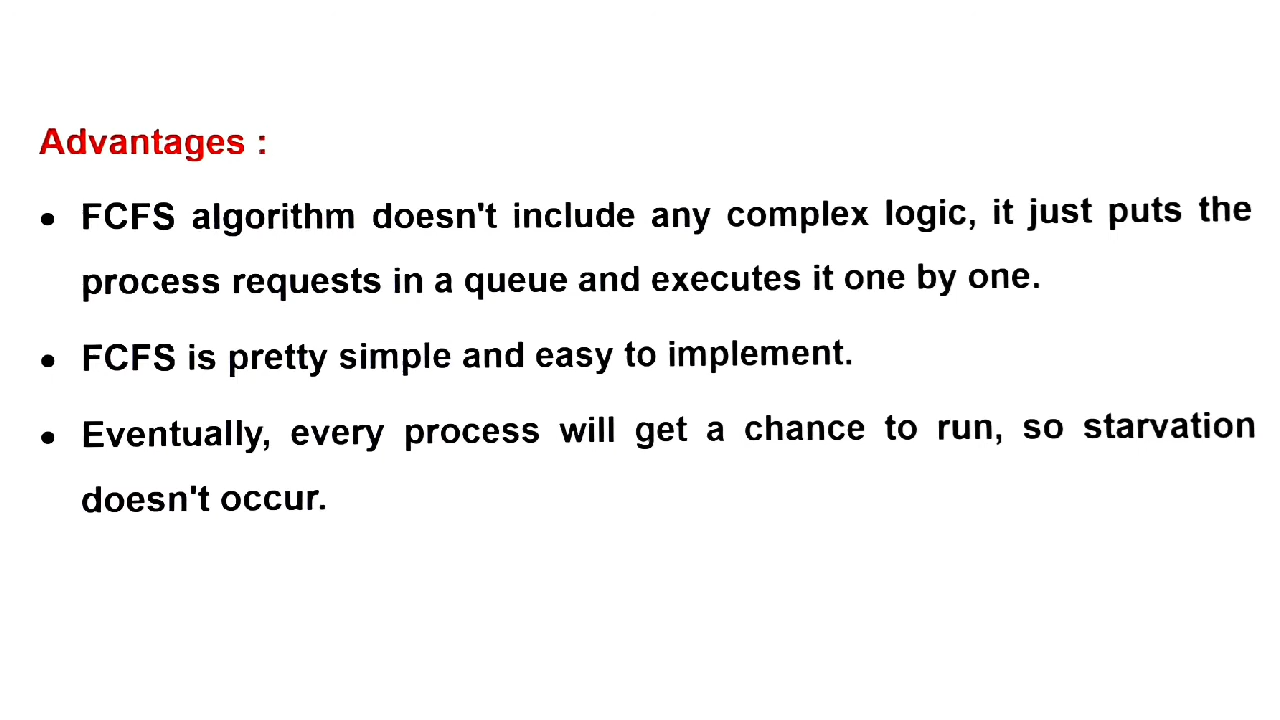 Advantages :
• FCFS algorithm doesn't include any complex logic, it just puts the
process requests in a queue and executes it one by one.
• FCFS is pretty simple and easy to implement.
• Eventually, every process will get a chance to run, so starvation
doesn't occur.